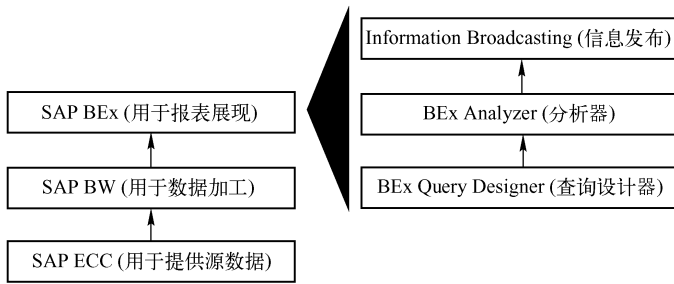 Information Broadcasting (信息发布)
SAP BEx (用于报表展现)
BEx Analyzer (分析器)
SAP BW (用于数据加工)
BEx Query Designer (查询设计器)
SAP ECC (用于提供源数据)